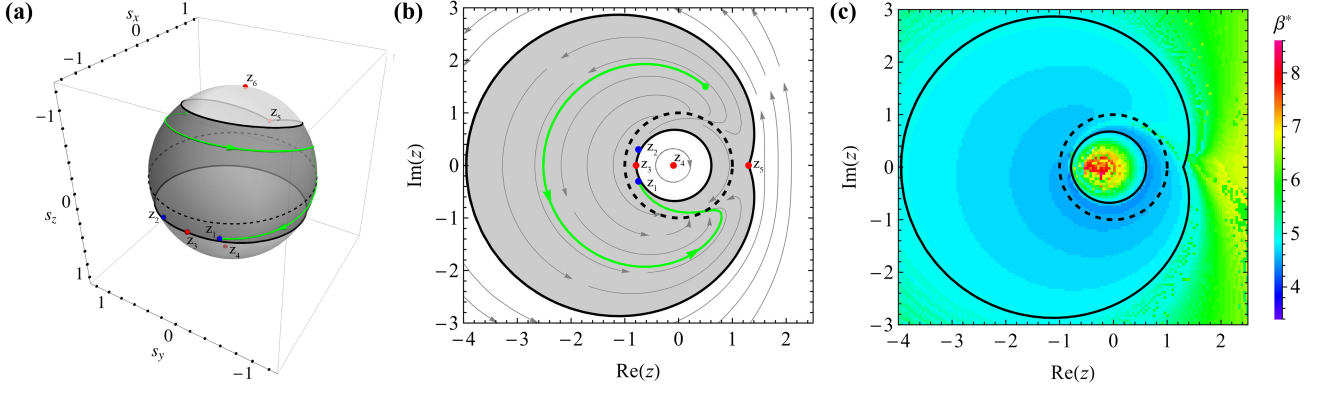 (a)
s_x
−1
0
1
−1
0
1
s_z
1
0
−1
s_y
z_6
z_5
z_2
z_3
z_1
z_4
(b)
3
2
1
0
−1
−2
−3
Im(z)
−4 −3 −2 −1 0 1 2
Re(z)
z_2
z_3
z_1
z_4
z_5
(c)
3
2
1
0
−1
−2
−3
Im(z)
−4 −3 −2 −1 0 1 2
Re(z)
β*
8
7
6
5
4